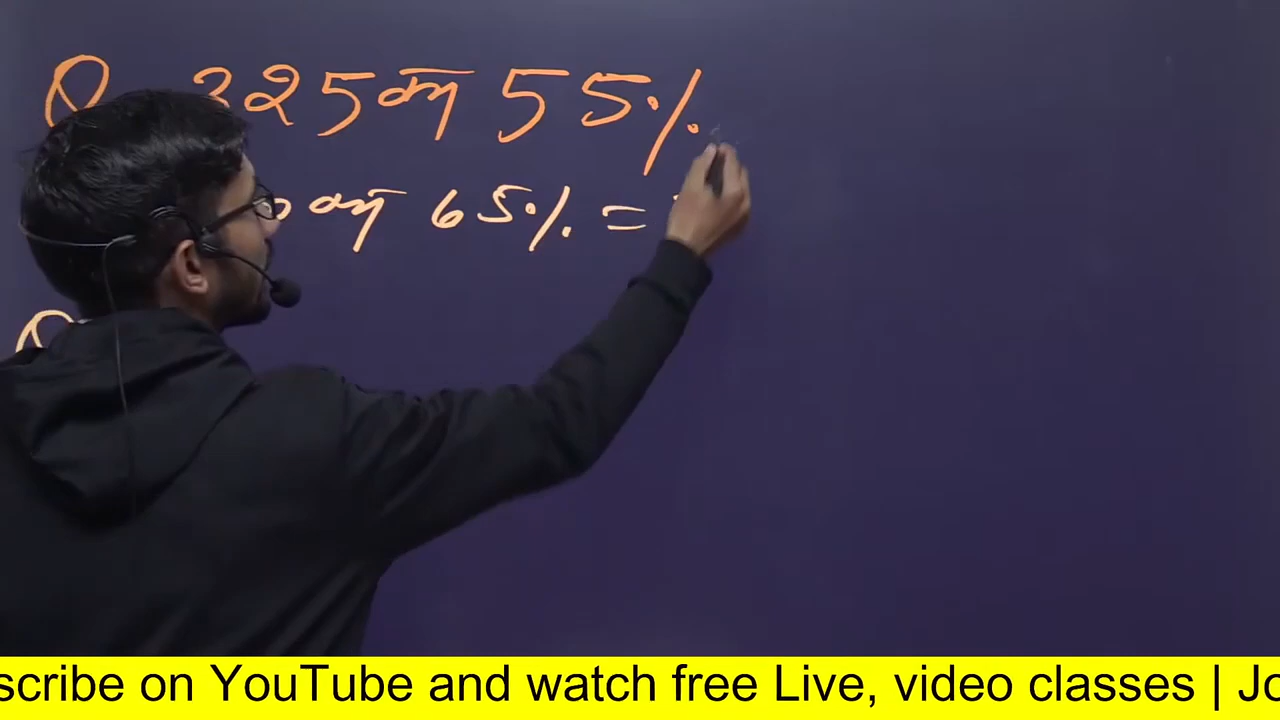 Q 325 का 55%
का 65% =
Q
scribe on YouTube and watch free Live, video classes | Jo